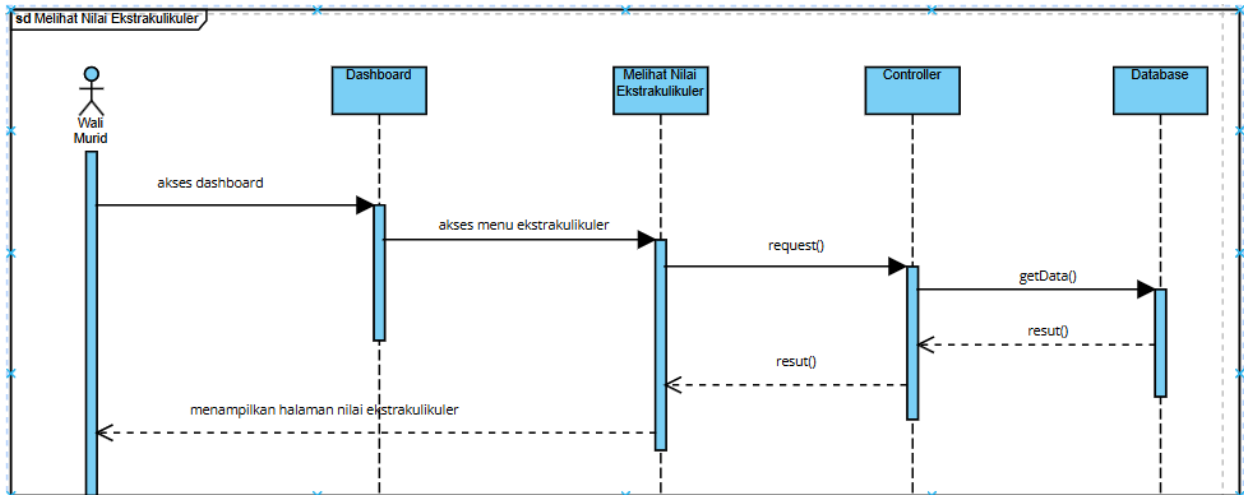 sd Melihat Nilai Ekstrakulikuler
Wali
Murid
Dashboard
Melihat Nilai
Ekstrakulikuler
Controller
Database
akses dashboard
akses menu ekstrakulikuler
request()
getData()
resut()
resut()
menampilkan halaman nilai ekstrakulikuler